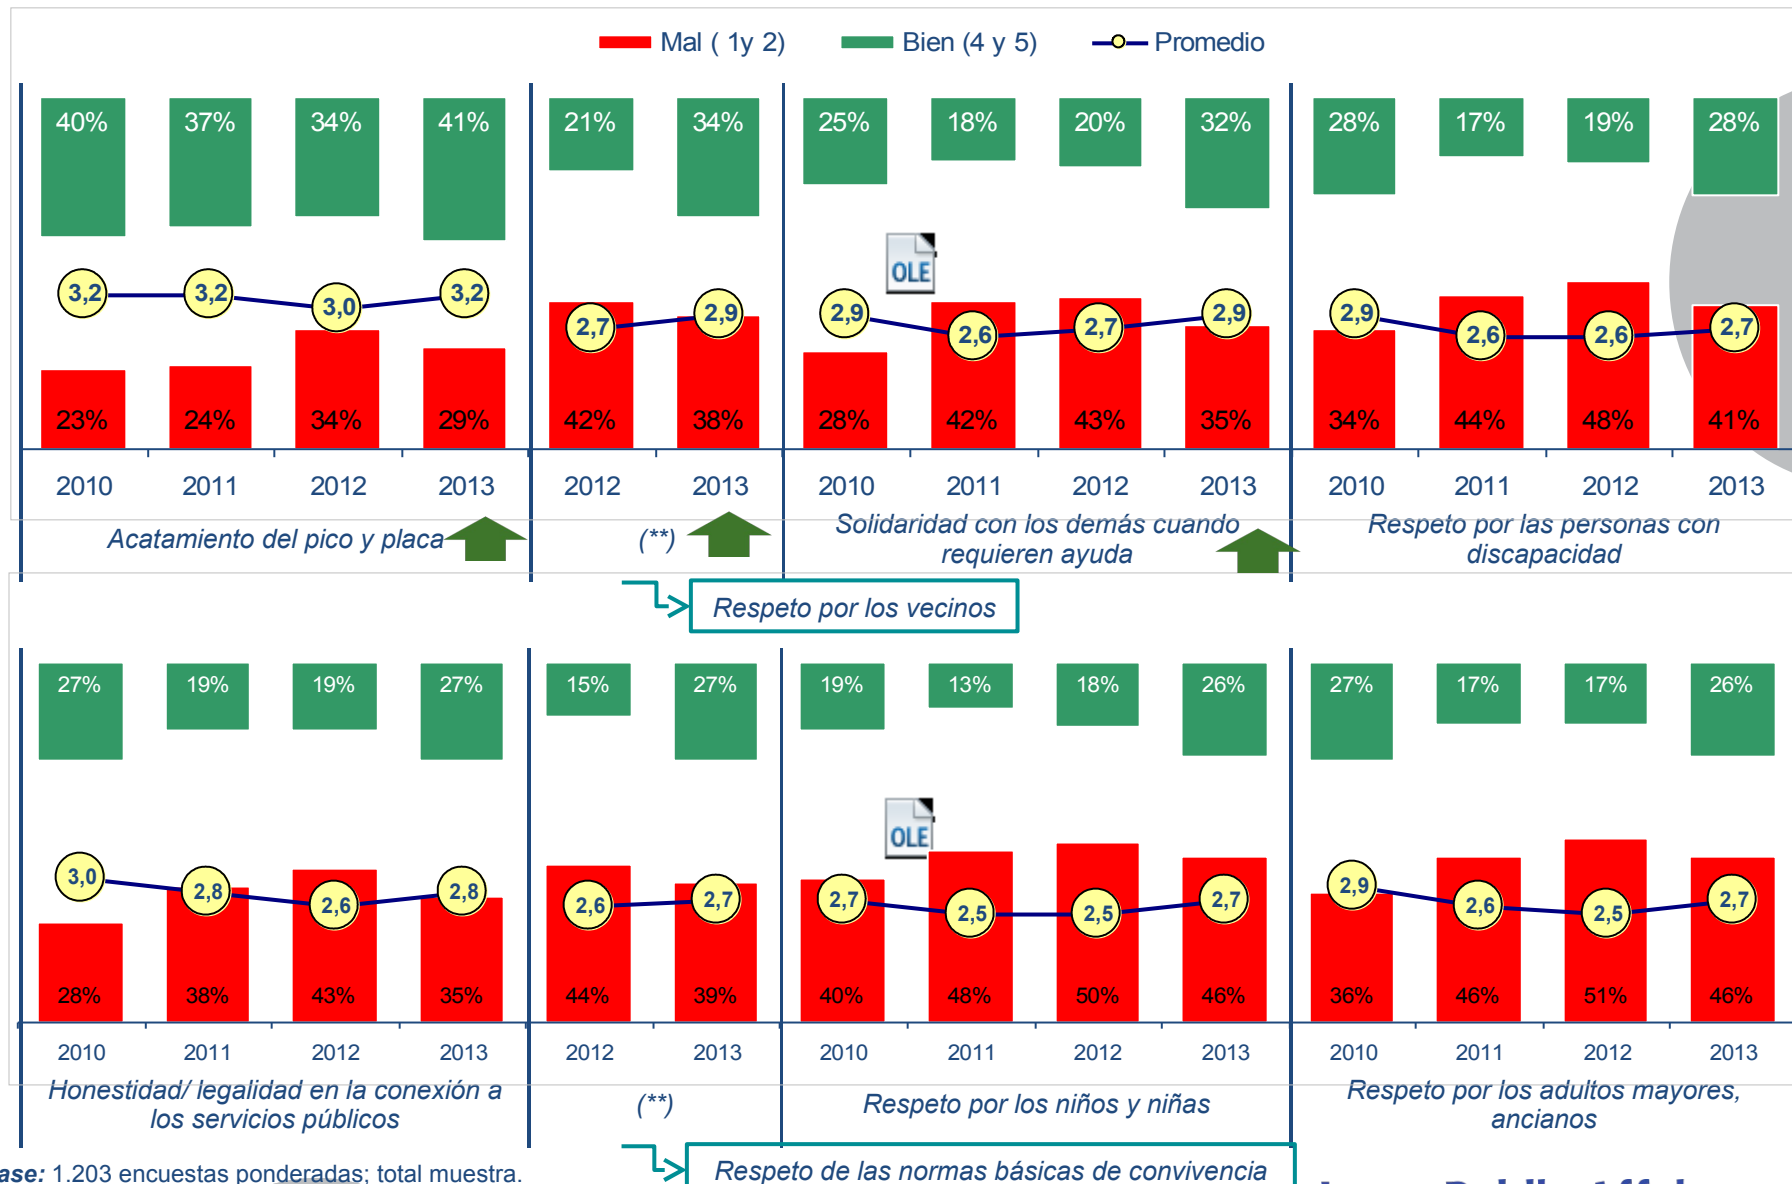 Mal ( 1y 2) Bien (4 y 5) Promedio
40% 37% 34% 41% 21% 34% 25% 18% 20% 32% 28% 17% 19% 28%
OLE
3,2 3,2 3,0 3,2 2,7 2,9 2,9 2,6 2,7 2,9 2,9 2,6 2,6 2,7
23% 24% 34% 29% 42% 38% 28% 42% 43% 35% 34% 44% 48% 41%
2010 2011 2012 2013 2012 2013 2010 2011 2012 2013 2010 2011 2012 2013
Acatamiento del pico y placa
(**)
Solidaridad con los demás cuando
requieren ayuda
Respeto por las personas con
discapacidad
Respeto por los vecinos
27% 19% 19% 27% 15% 27% 19% 13% 18% 26% 27% 17% 17% 26%
OLE
3,0 2,8 2,6 2,8 2,6 2,7 2,7 2,5 2,5 2,7 2,9 2,6 2,5 2,7
28% 38% 43% 35% 44% 39% 40% 48% 50% 46% 36% 46% 51% 46%
2010 2011 2012 2013 2012 2013 2010 2011 2012 2013 2010 2011 2012 2013
Honestidad/ legalidad en la conexión a
los servicios públicos
(**)
Respeto por los niños y niñas
Respeto por los adultos mayores,
ancianos
Respeto de las normas básicas de convivencia
ase: 1.203 encuestas ponderadas; total muestra.